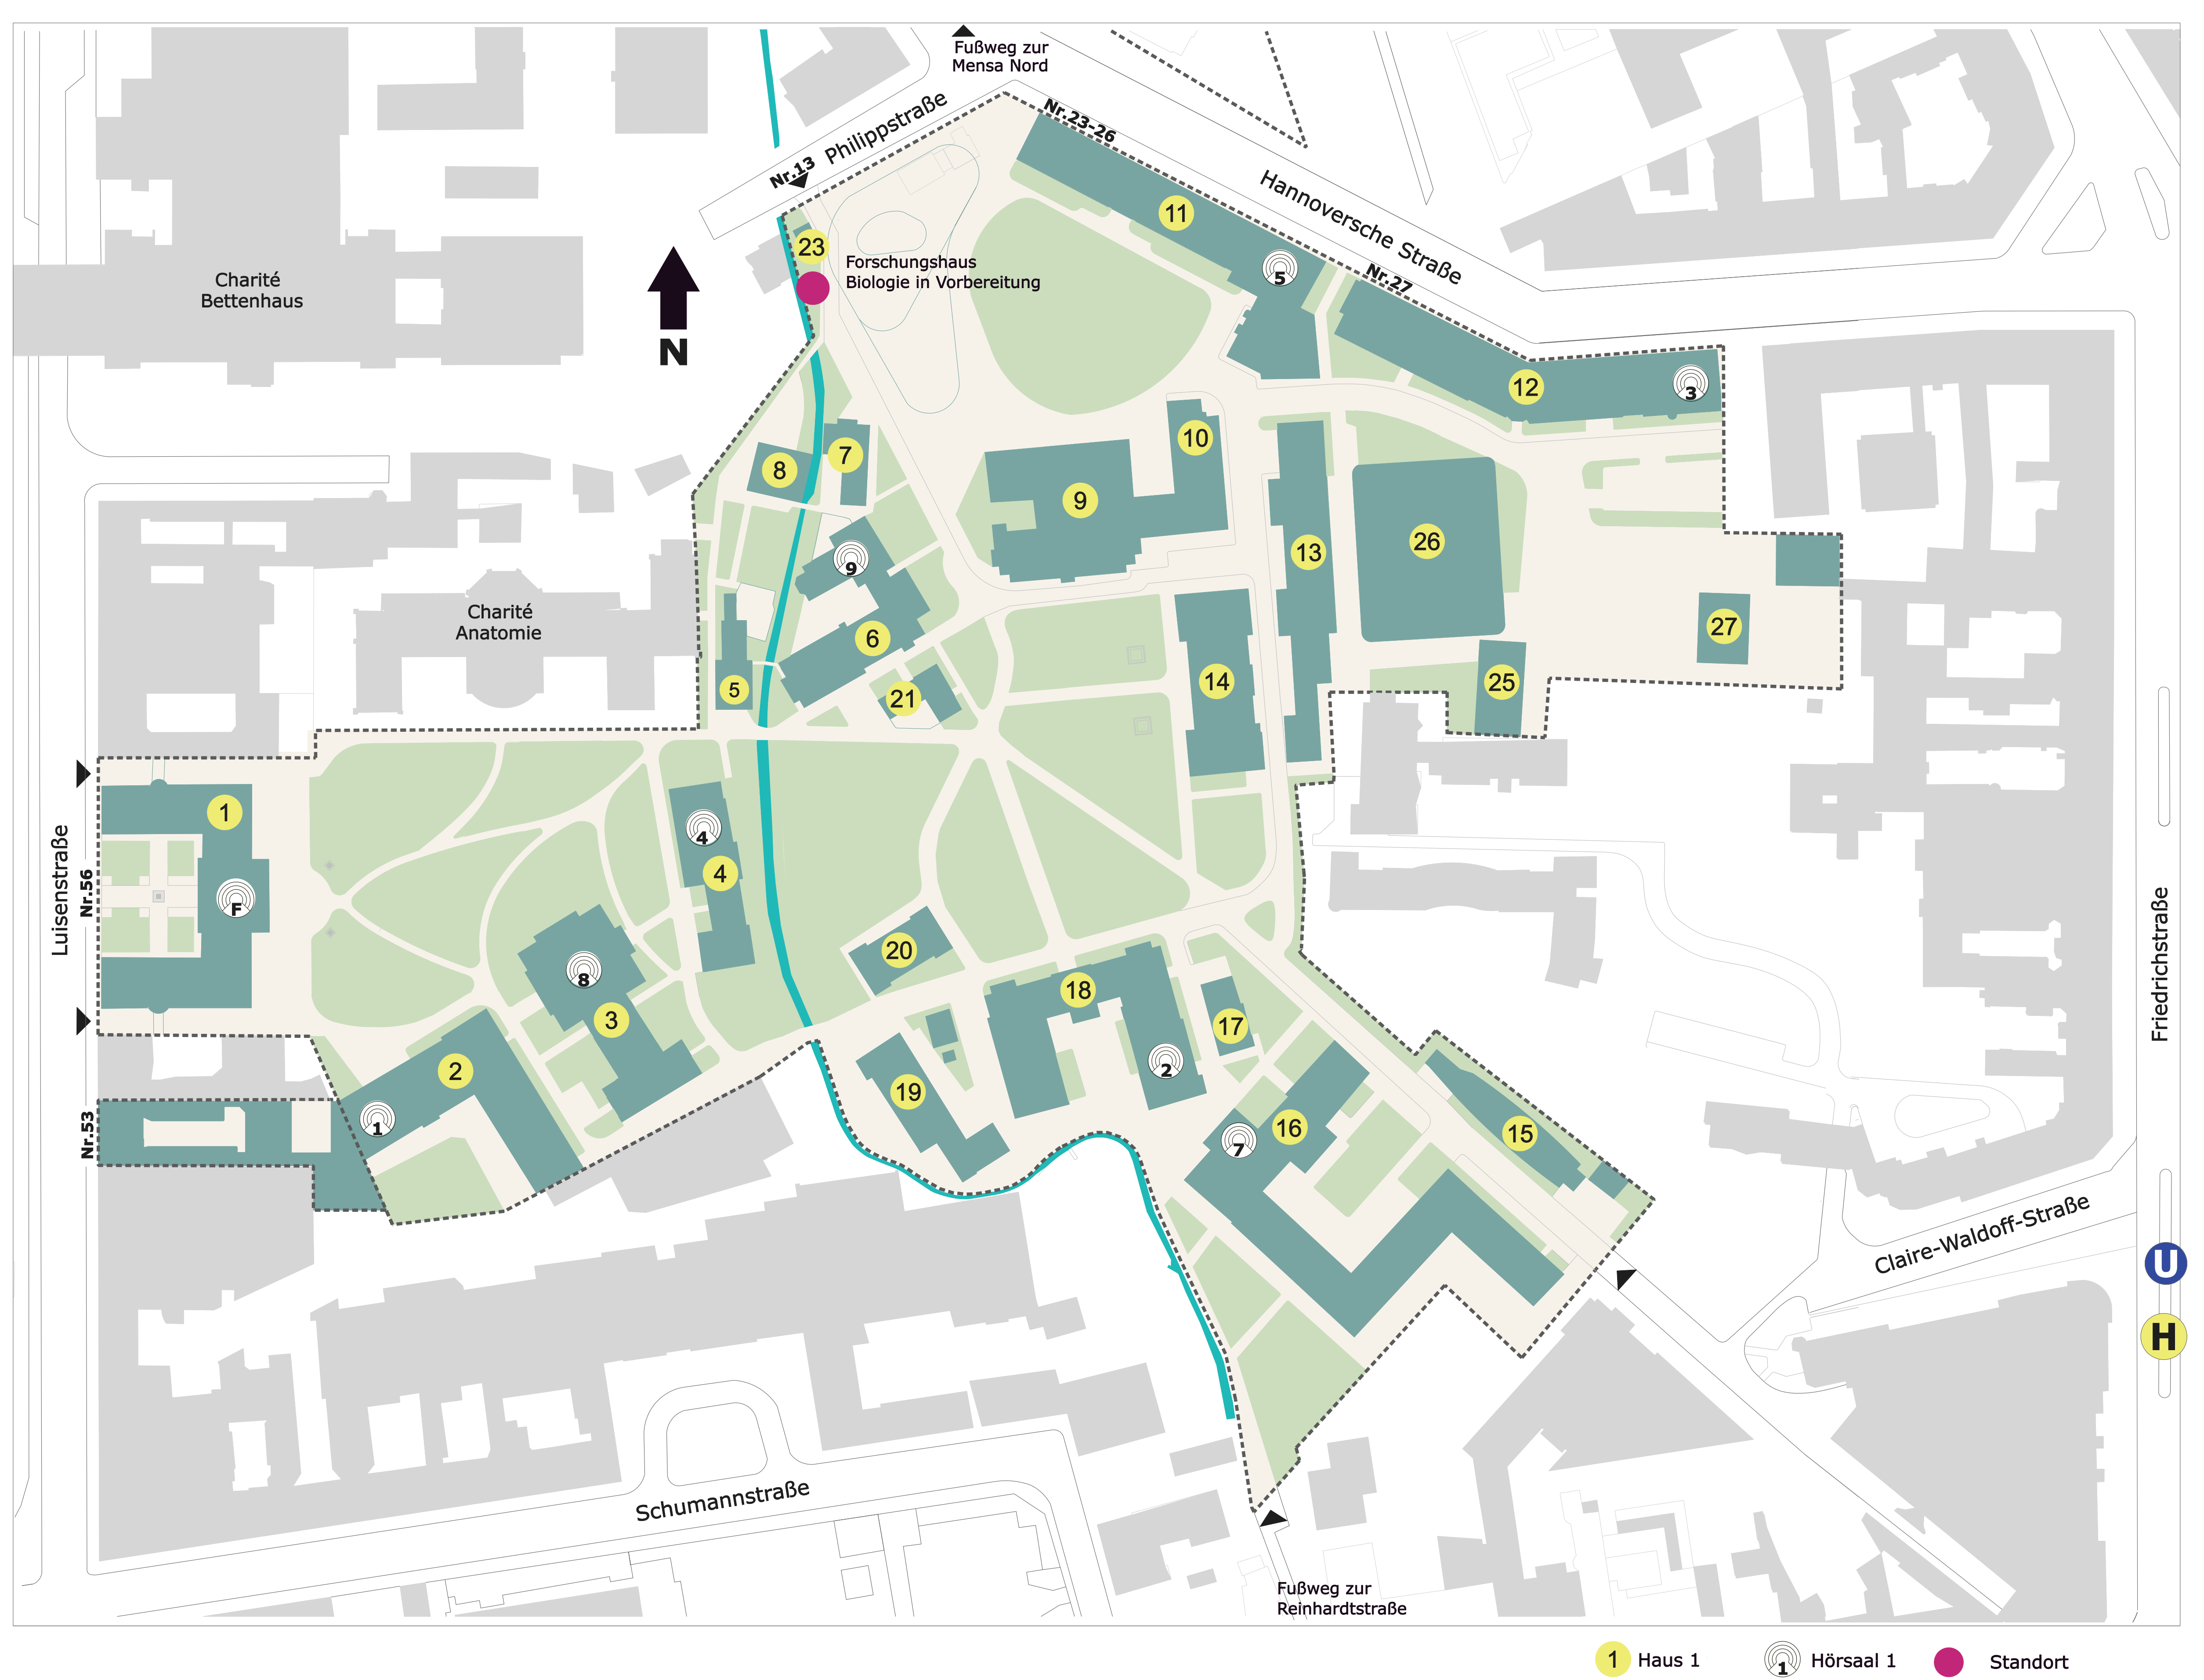 Fußweg zur
Mensa Nord
Philippstraße
Nr.13
Nr.23-26
Hannoversche Straße
11
5
Nr.27
23
Forschungshaus
Biologie in Vorbereitung
N
Charité
Bettenhaus
12
3
10
8
7
9
9
13
26
6
5
21
14
25
27
Charité
Anatomie
Luisenstraße
Nr.56
1
F
4
4
8
3
20
18
17
2
2
1
Nr.53
19
7
16
15
Friedrichstraße
Claire-Waldoff-Straße
U
H
Schumannstraße
Fußweg zur
Reinhardtstraße
1 Haus 1
1 Hörsaal 1
Standort